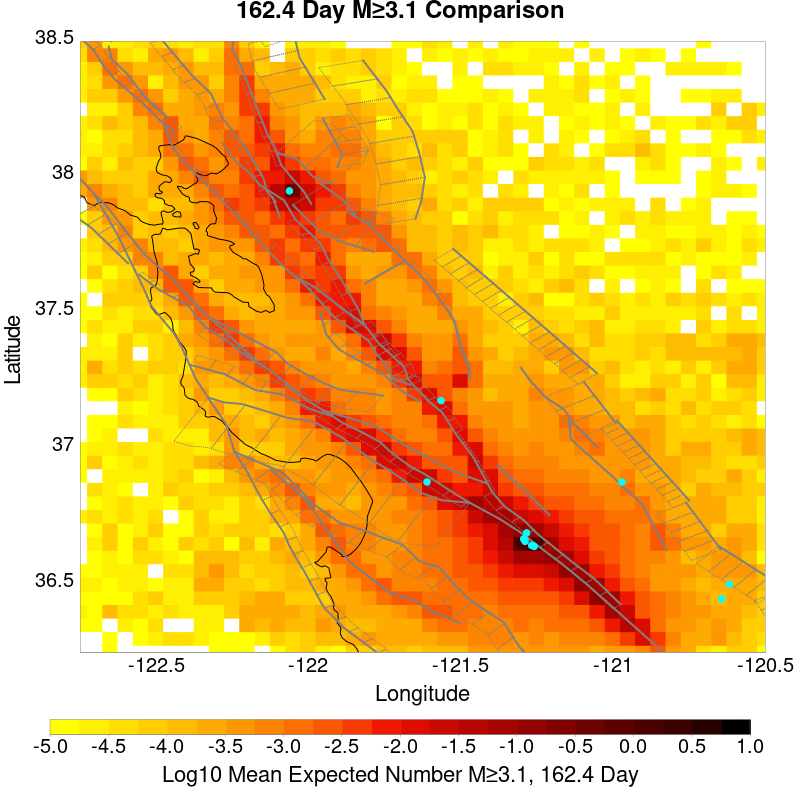 162.4 Day M≥3.1 Comparison
38.5
38
37.5
37
36.5
Latitude
-122.5 -122 -121.5 -121 -120.5
Longitude
-5.0 -4.5 -4.0 -3.5 -3.0 -2.5 -2.0 -1.5 -1.0 -0.5 0.0 0.5 1.0
Log10 Mean Expected Number M≥3.1, 162.4 Day